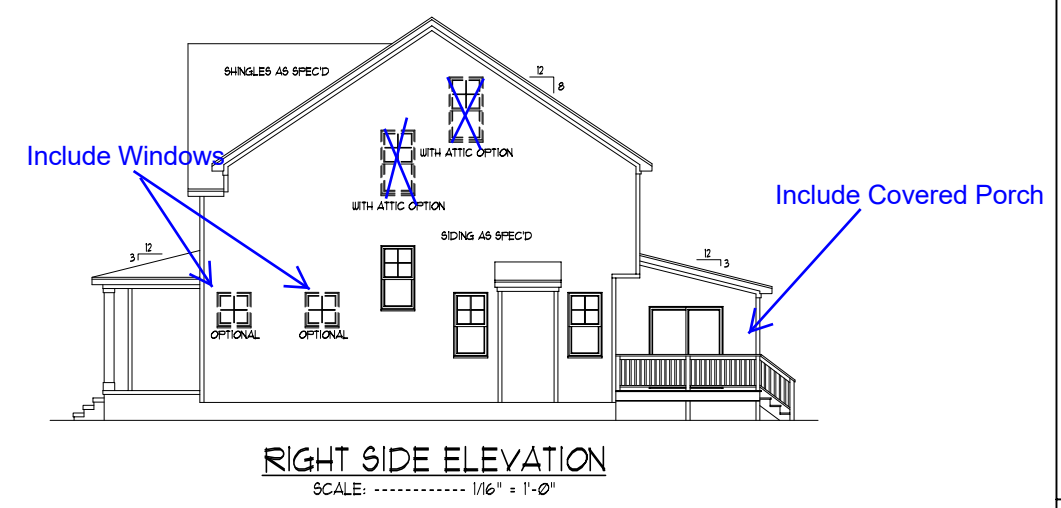 12
8
SHINGLES AS SPEC'D
WITH ATTIC OPTION
Include Windows
Include Covered Porch
WITH ATTIC OPTION
SIDING AS SPEC'D
12
3
12
3
OPTIONAL
OPTIONAL
RIGHT SIDE ELEVATION
SCALE: ------------ 1/16" = 1'-0"